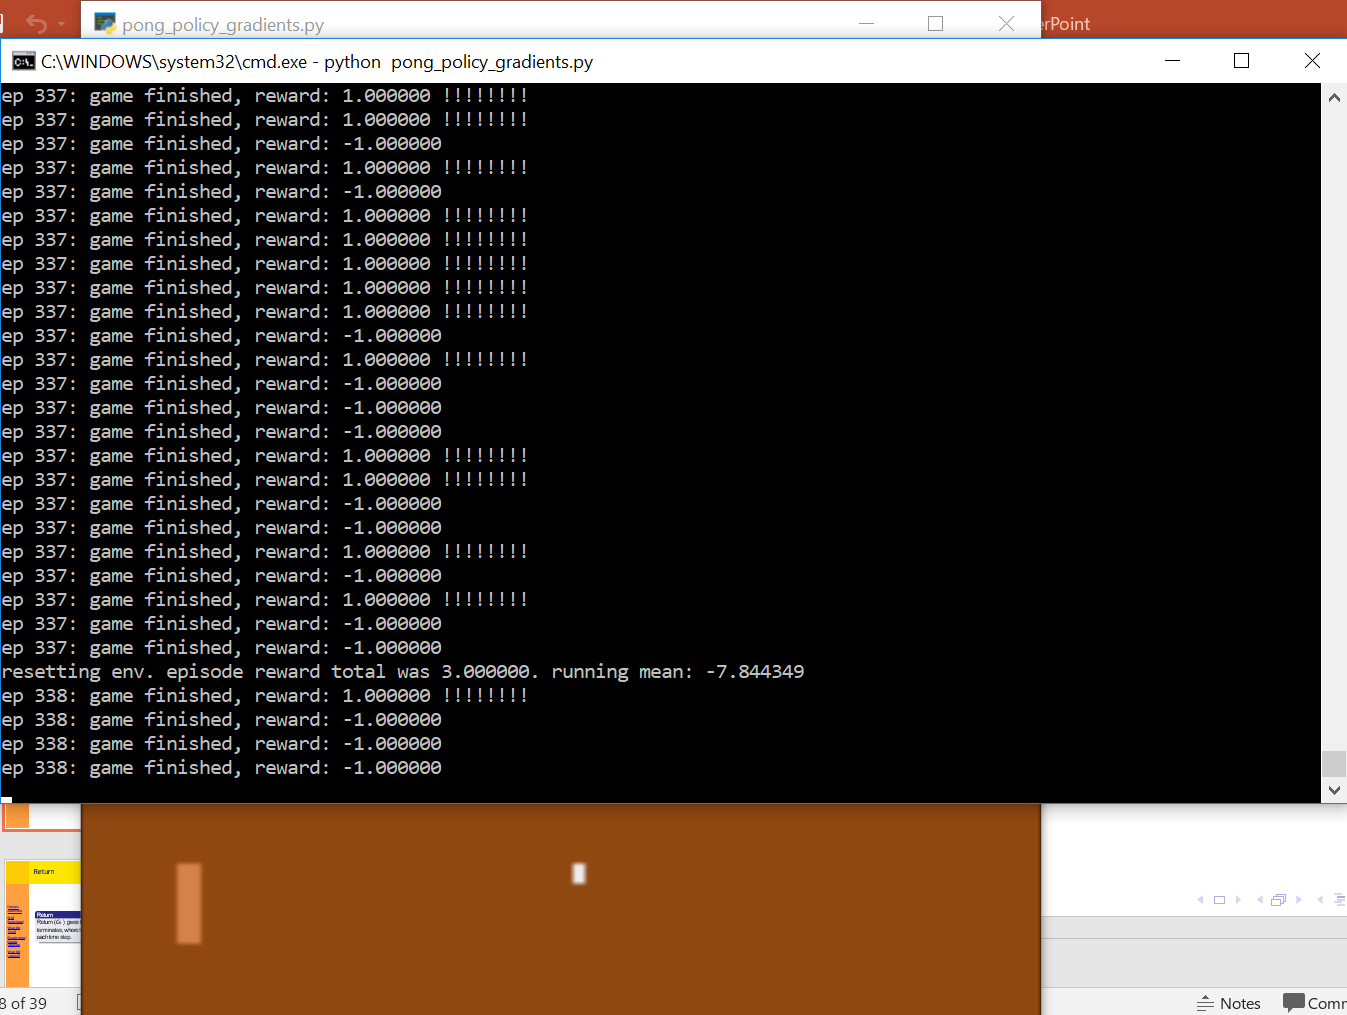 pong_policy_gradients.py
erPoint
C:\WINDOWS\system32\cmd.exe - python  pong_policy_gradients.py
ep 337: game finished, reward: 1.000000 !!!!!!!!
ep 337: game finished, reward: 1.000000 !!!!!!!!
ep 337: game finished, reward: -1.000000
ep 337: game finished, reward: 1.000000 !!!!!!!!
ep 337: game finished, reward: -1.000000
ep 337: game finished, reward: 1.000000 !!!!!!!!
ep 337: game finished, reward: 1.000000 !!!!!!!!
ep 337: game finished, reward: 1.000000 !!!!!!!!
ep 337: game finished, reward: 1.000000 !!!!!!!!
ep 337: game finished, reward: 1.000000 !!!!!!!!
ep 337: game finished, reward: -1.000000
ep 337: game finished, reward: 1.000000 !!!!!!!!
ep 337: game finished, reward: -1.000000
ep 337: game finished, reward: -1.000000
ep 337: game finished, reward: -1.000000
ep 337: game finished, reward: 1.000000 !!!!!!!!
ep 337: game finished, reward: 1.000000 !!!!!!!!
ep 337: game finished, reward: -1.000000
ep 337: game finished, reward: -1.000000
ep 337: game finished, reward: 1.000000 !!!!!!!!
ep 337: game finished, reward: -1.000000
ep 337: game finished, reward: 1.000000 !!!!!!!!
ep 337: game finished, reward: -1.000000
ep 337: game finished, reward: -1.000000
resetting env. episode reward total was 3.000000. running mean: -7.844349
ep 338: game finished, reward: 1.000000 !!!!!!!!
ep 338: game finished, reward: -1.000000
ep 338: game finished, reward: -1.000000
ep 338: game finished, reward: -1.000000
Return
Return
Return (G
terminates, where
each time step.
8 of 39
Notes
Comm